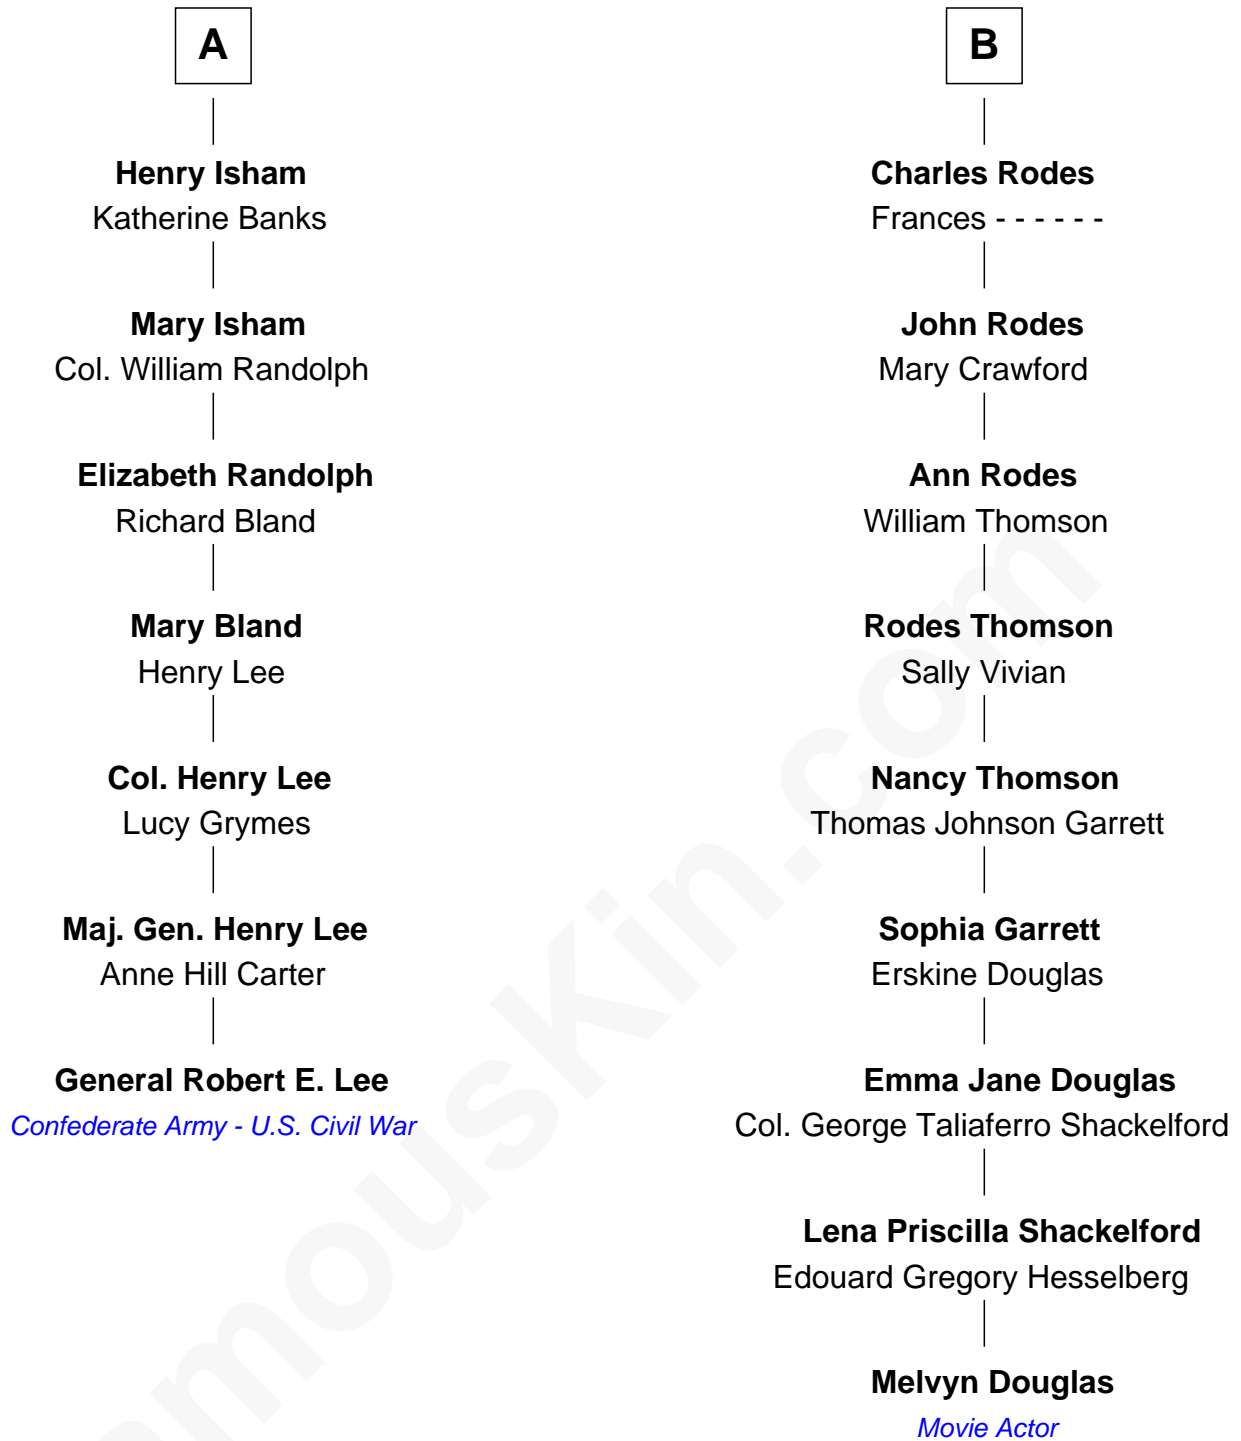 A
Henry Isham
Katherine Banks
Mary Isham
Col. William Randolph
Elizabeth Randolph
Richard Bland
Mary Bland
Henry Lee
Col. Henry Lee
Lucy Grymes
Maj. Gen. Henry Lee
Anne Hill Carter
General Robert E. Lee
Confederate Army - U.S. Civil War
B
Charles Rodes
Frances - - - - - -
John Rodes
Mary Crawford
Ann Rodes
William Thomson
Rodes Thomson
Sally Vivian
Nancy Thomson
Thomas Johnson Garrett
Sophia Garrett
Erskine Douglas
Emma Jane Douglas
Col. George Taliaferro Shackelford
Lena Priscilla Shackelford
Edouard Gregory Hesselberg
Melvyn Douglas
Movie Actor
amousKin.com